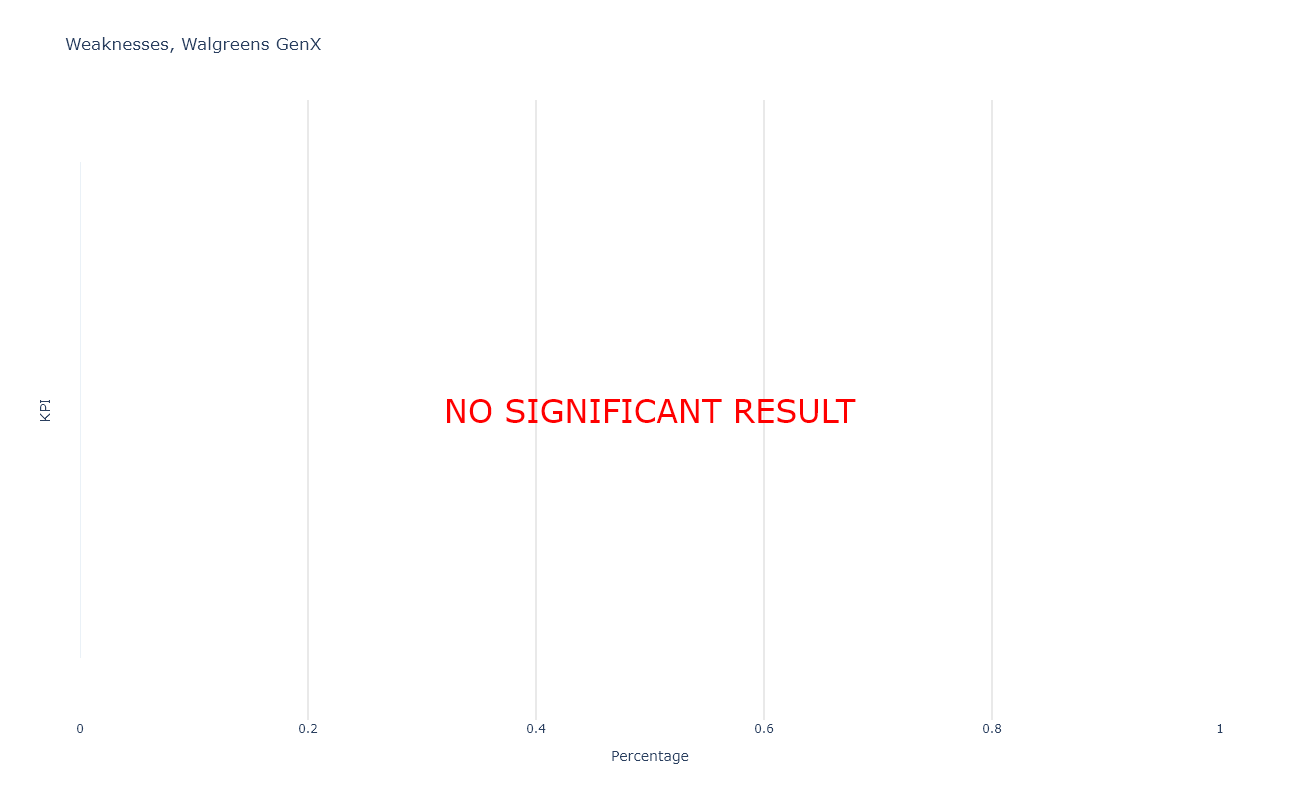 Weaknesses, Walgreens GenX
KPI
NO SIGNIFICANT RESULT
0
0.2
0.4
0.6
0.8
1
Percentage